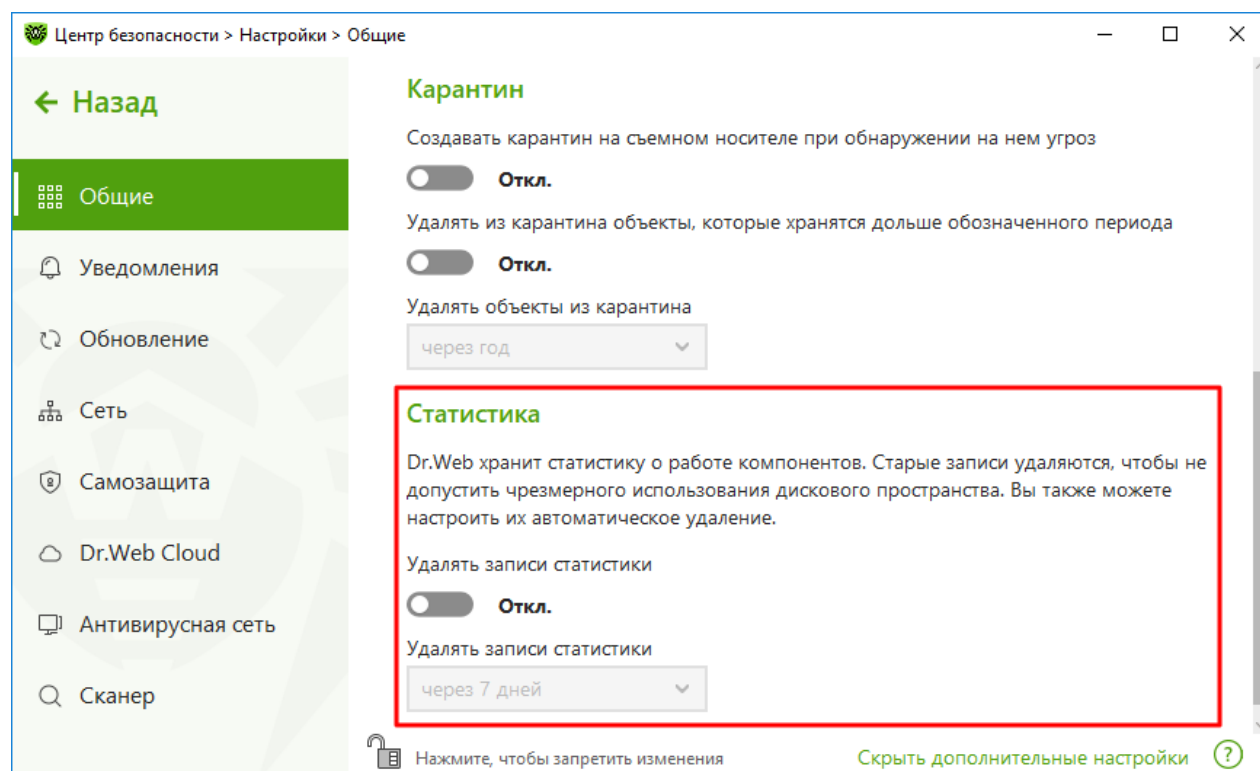 Центр безопасности > Настройки > Общие
Назад
Общие
Уведомления
Обновление
Сеть
Самозащита
Dr.Web Cloud
Антивирусная сеть
Сканер
Карантин
Создавать карантин на съемном носителе при обнаружении на нем угроз
Откл.
Удалять из карантина объекты, которые хранятся дольше обозначенного периода
Откл.
Удалять объекты из карантина
через год
Статистика
Dr.Web хранит статистику о работе компонентов. Старые записи удаляются, чтобы не
допустить чрезмерного использования дискового пространства. Вы также можете
настроить их автоматическое удаление.
Удалять записи статистики
Откл.
Удалять записи статистики
через 7 дней
Нажмите, чтобы запретить изменения
Скрыть дополнительные настройки
?